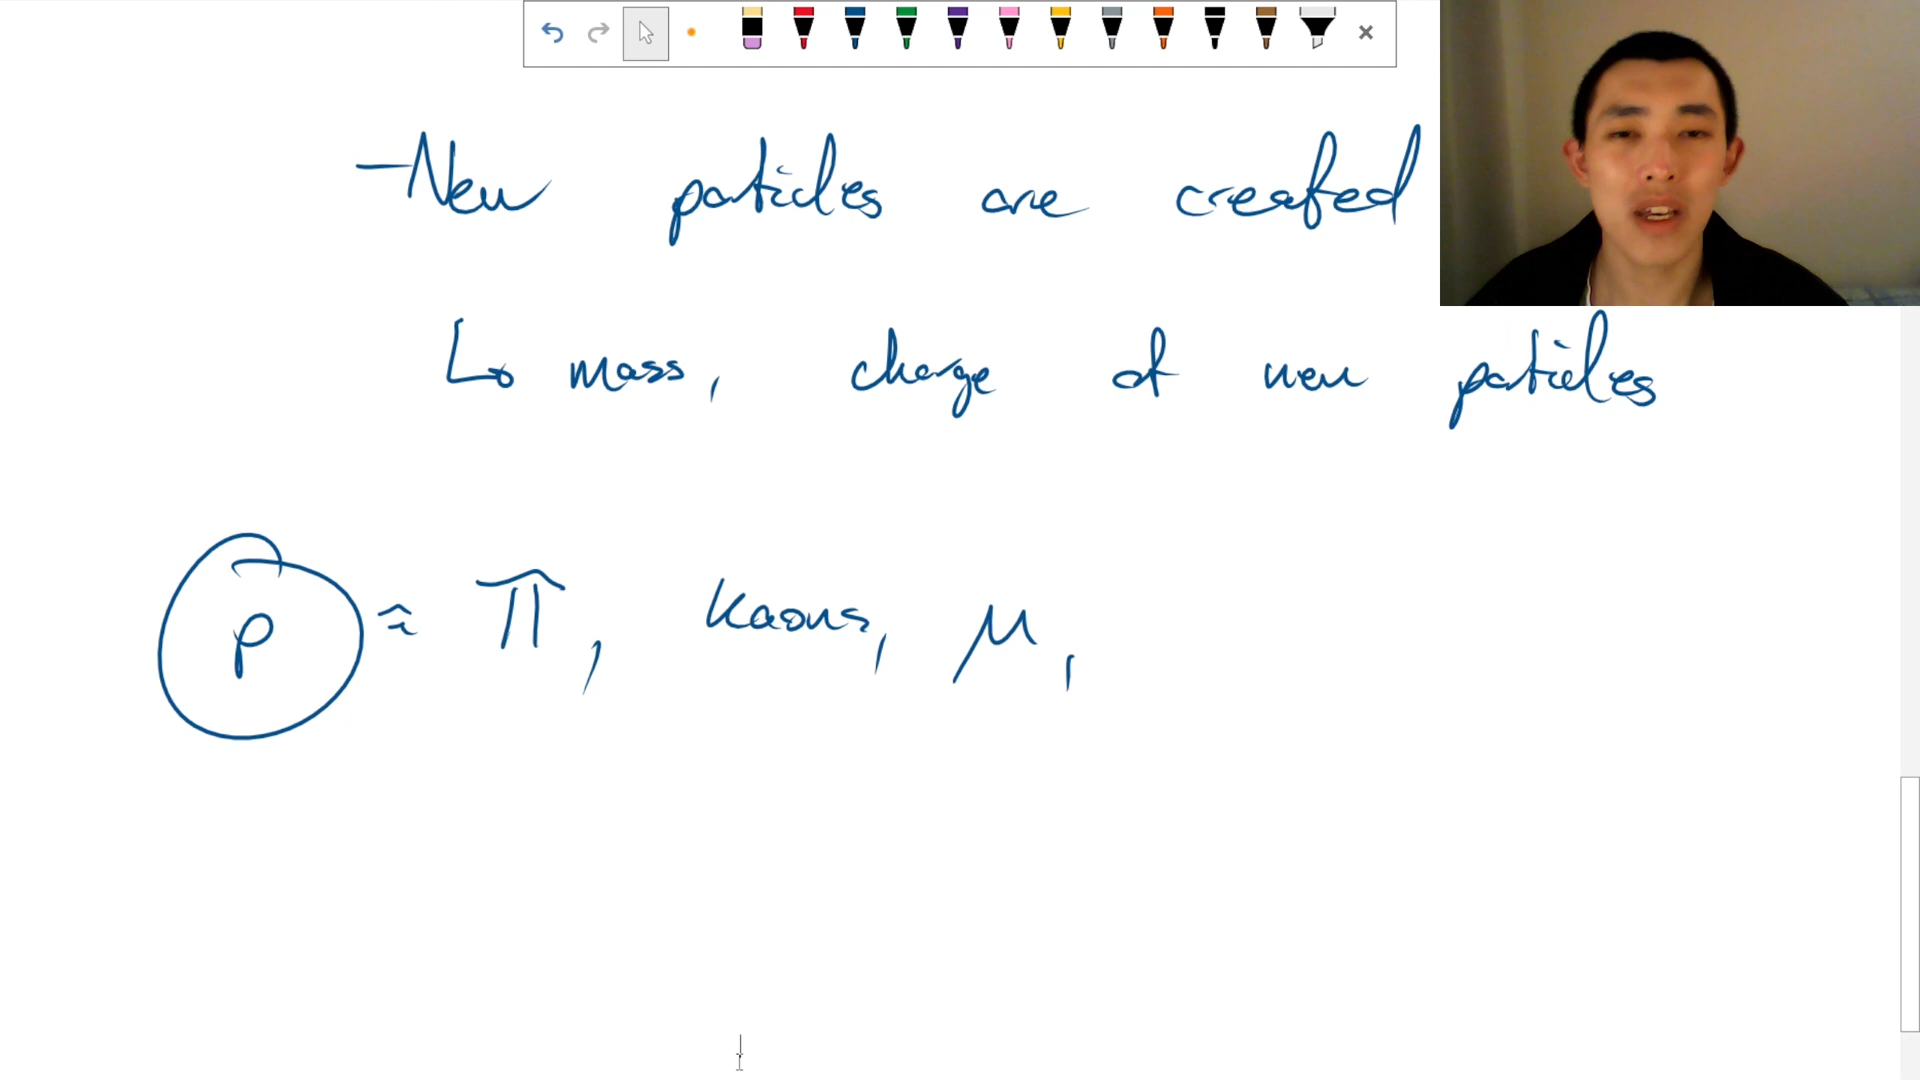 -New particles are created
↳ mass, charge of new particles
p ≈ π, kaons, μ,